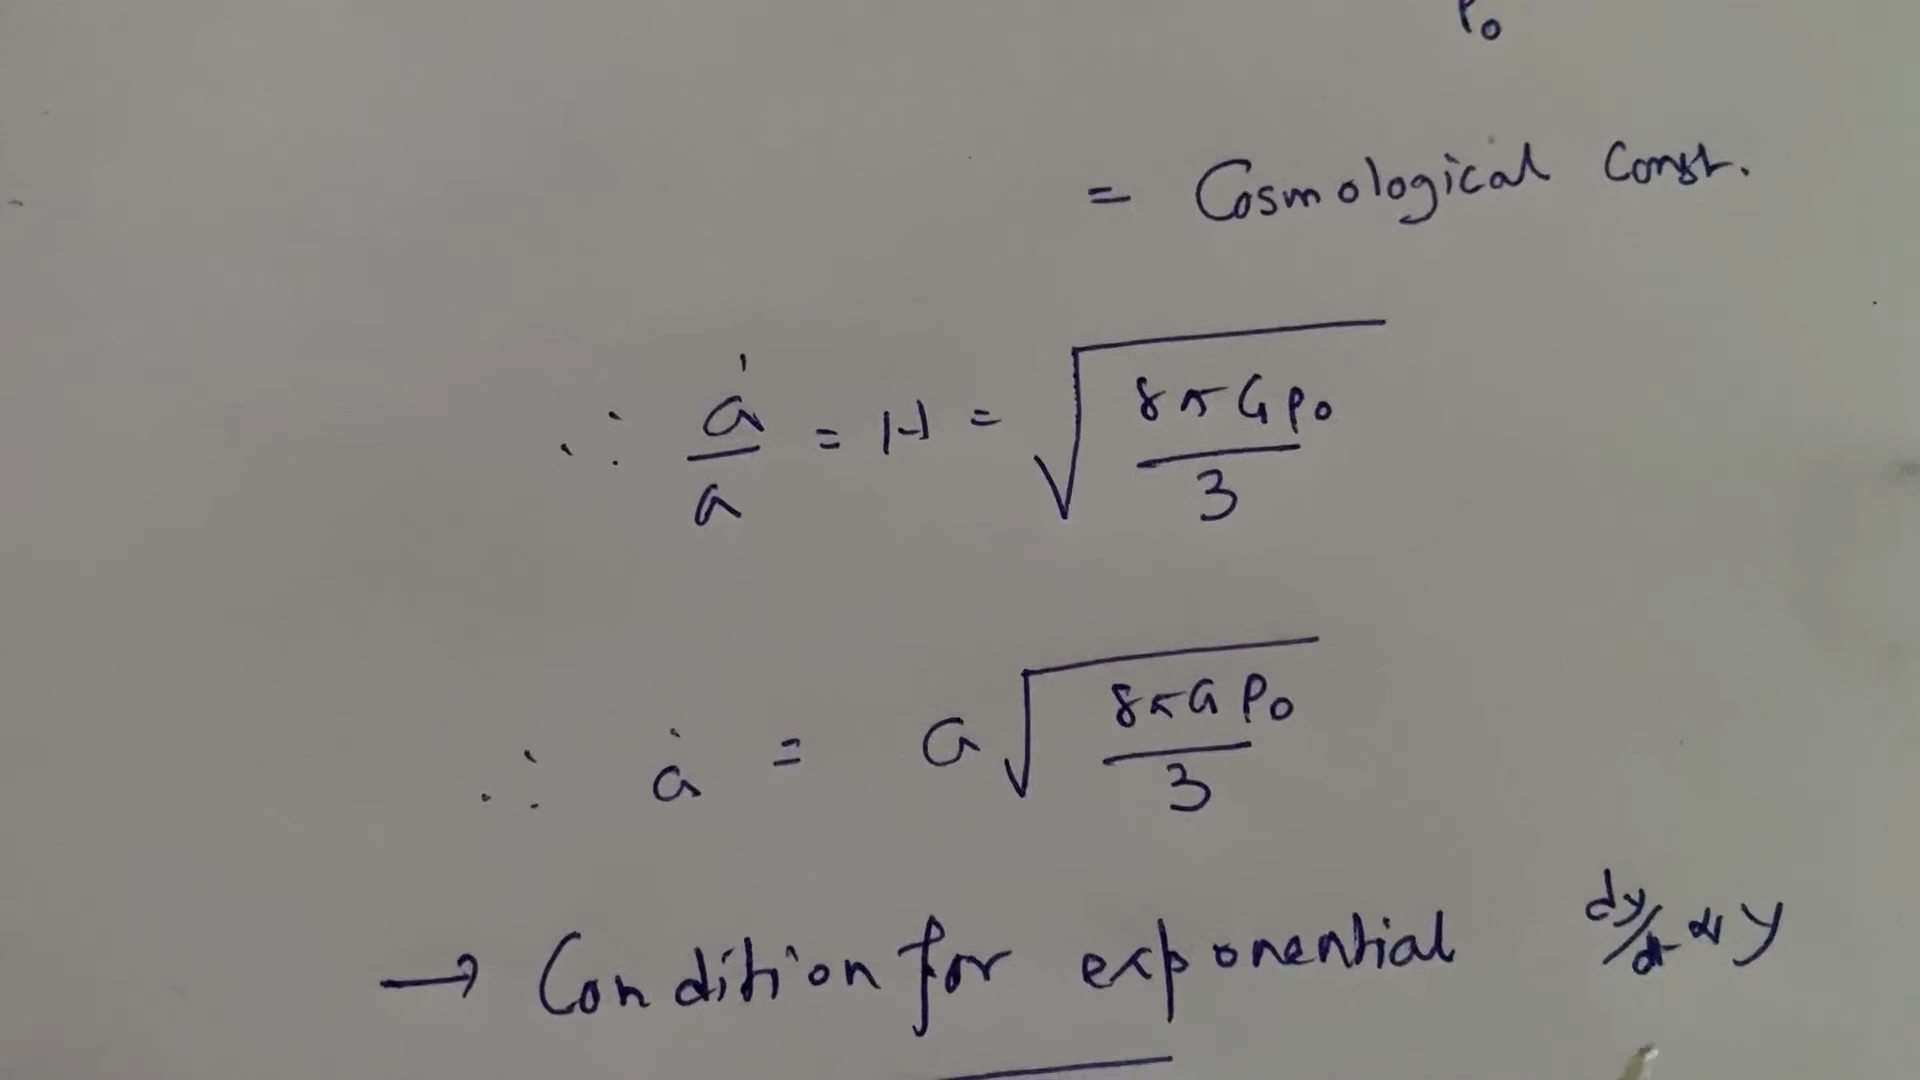 ρ₀
= Cosmological Const.
∴ ȧ/a = H = √(8πGρ₀/3)
∴ ȧ = a√(8πGρ₀/3)
→ Condition for exponential dy/dt ∝ y